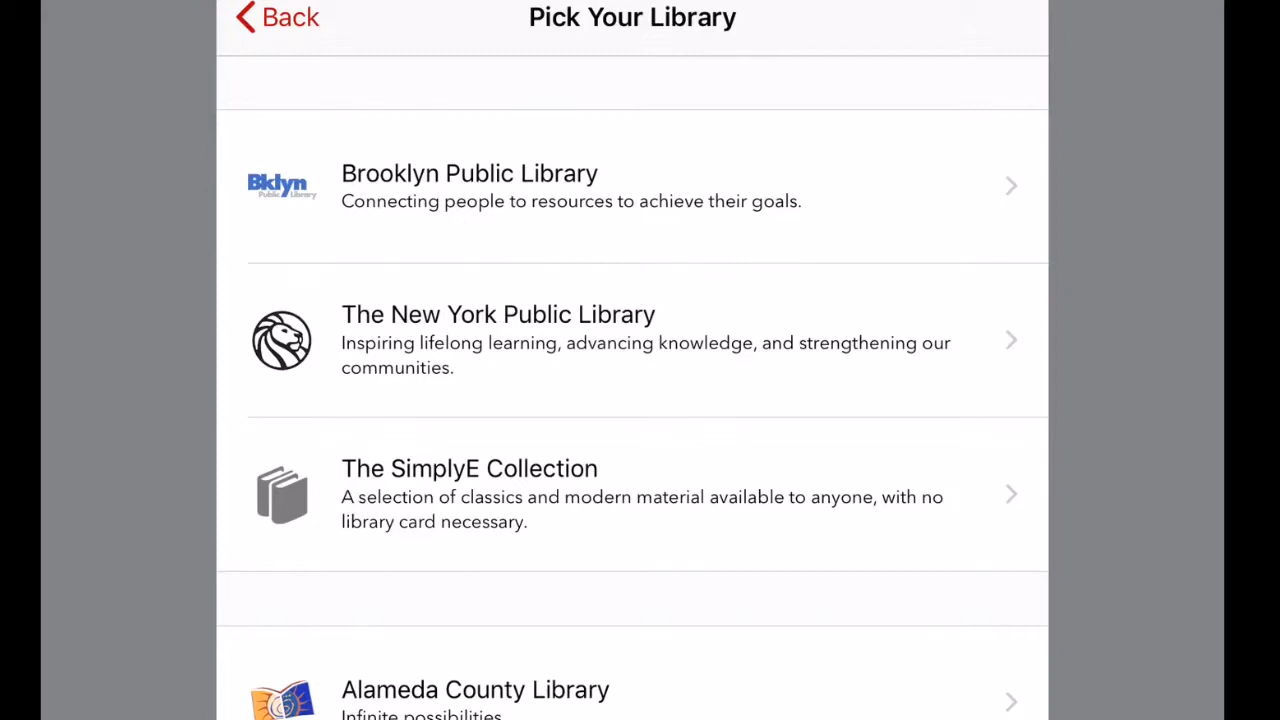 Back
Pick Your Library
Bklyn
Public Library
Brooklyn Public Library
Connecting people to resources to achieve their goals.
The New York Public Library
Inspiring lifelong learning, advancing knowledge, and strengthening our
communities.
The SimplyE Collection
A selection of classics and modern material available to anyone, with no
library card necessary.
Alameda County Library
Infinite possibilities